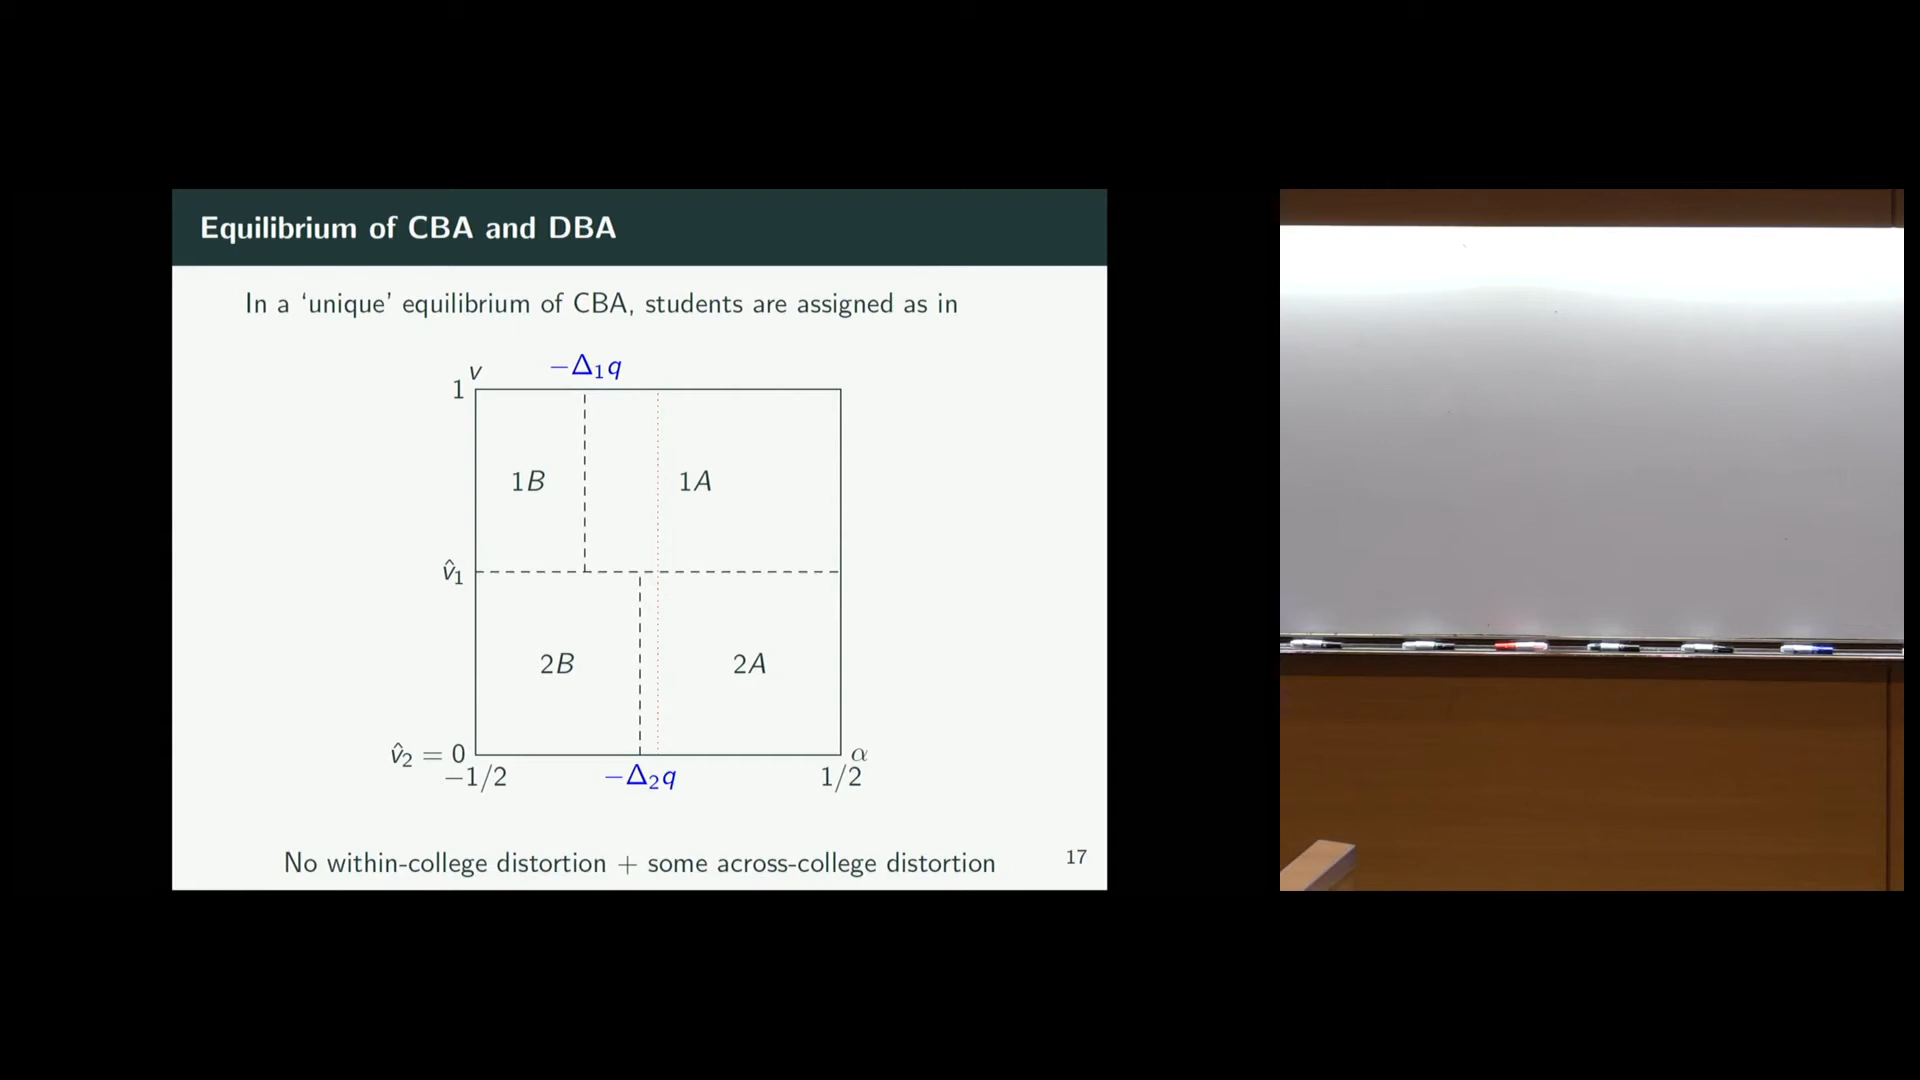 Equilibrium of CBA and DBA
In a ‘unique’ equilibrium of CBA, students are assigned as in
v
−Δ₁q
1
1B
1A
v̂₁
2B
2A
v̂₂ = 0
α
−1/2
−Δ₂q
1/2
No within-college distortion + some across-college distortion
17